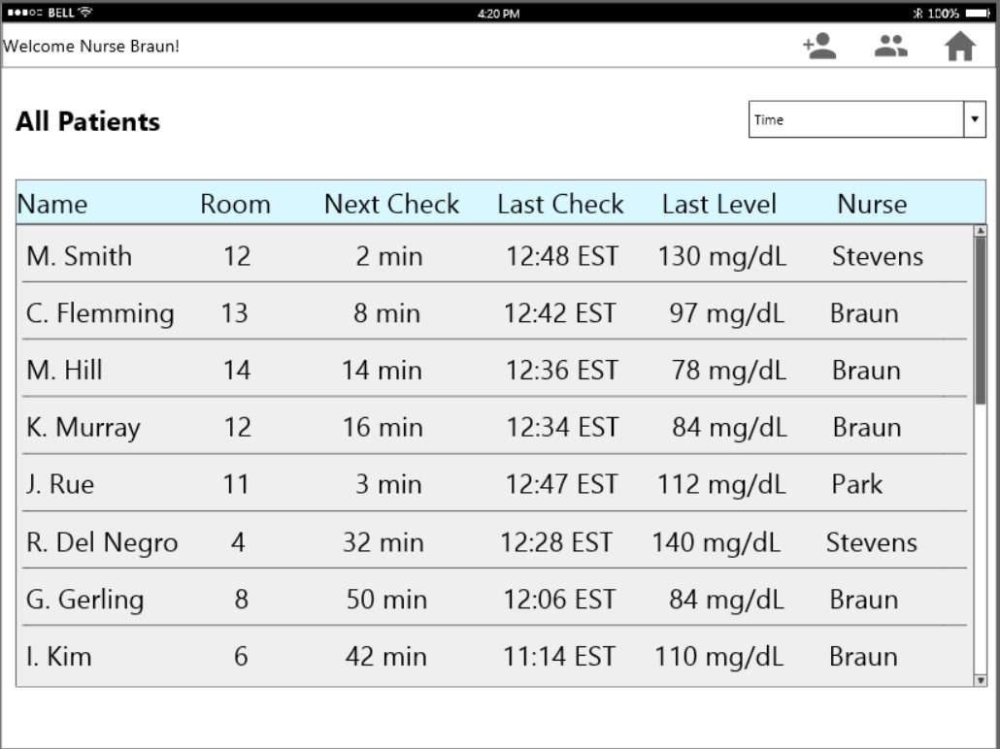 BELL 4:20 PM 100%
Welcome Nurse Braun!
All Patients Time
Name Room Next Check Last Check Last Level Nurse
M. Smith 12 2 min 12:48 EST 130 mg/dL Stevens
C. Flemming 13 8 min 12:42 EST 97 mg/dL Braun
M. Hill 14 14 min 12:36 EST 78 mg/dL Braun
K. Murray 12 16 min 12:34 EST 84 mg/dL Braun
J. Rue 11 3 min 12:47 EST 112 mg/dL Park
R. Del Negro 4 32 min 12:28 EST 140 mg/dL Stevens
G. Gerling 8 50 min 12:06 EST 84 mg/dL Braun
I. Kim 6 42 min 11:14 EST 110 mg/dL Braun